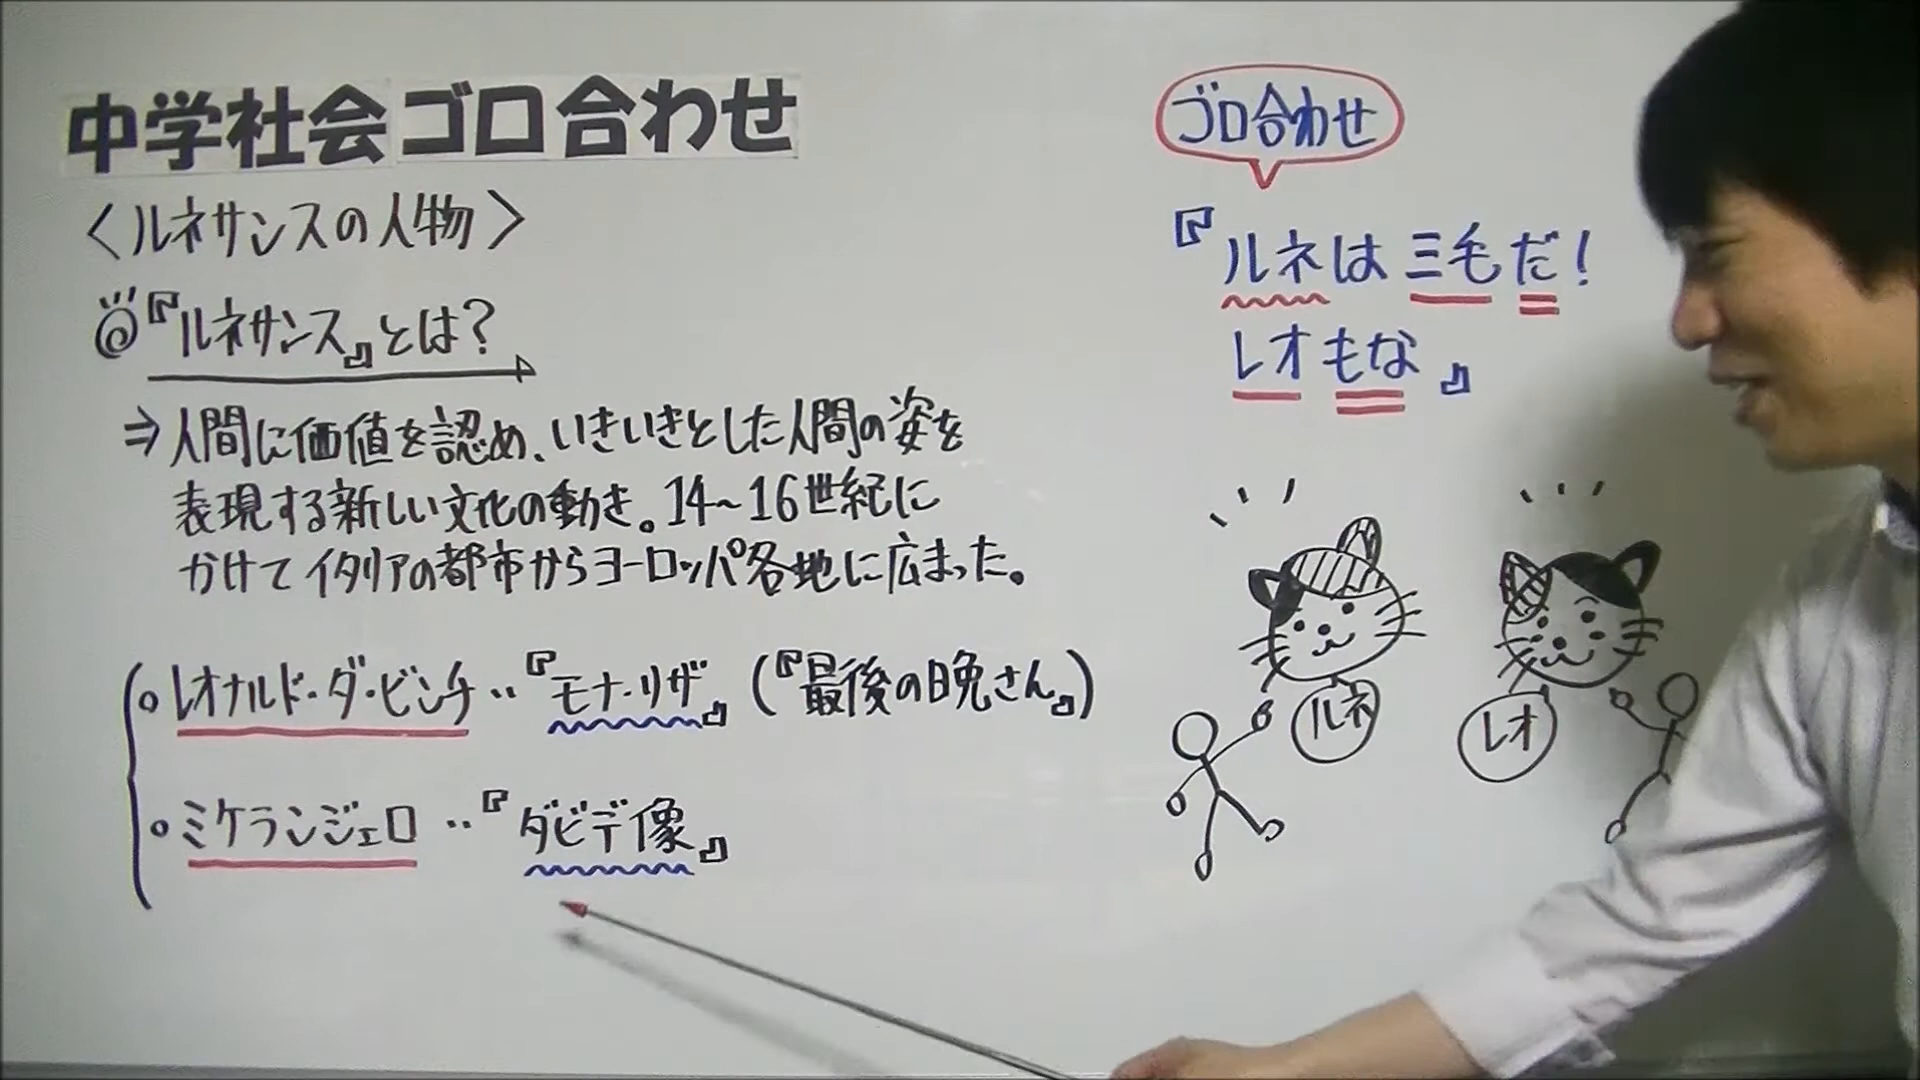 中学社会ゴロ合わせ
〈ルネサンスの人物〉
◎『ルネサンス』とは?
⇒人間に価値を認め、いきいきとした人間の姿を
表現する新しい文化の動き。14~16世紀に
かけてイタリアの都市からヨーロッパ各地に広まった。
○レオナルド・ダ・ビンチ‥『モナ・リザ』(『最後の晩さん』)
○ミケランジェロ‥『ダビデ像』
ゴロ合わせ
『ルネは三毛だ!
レオもな』
ルネ
レオ